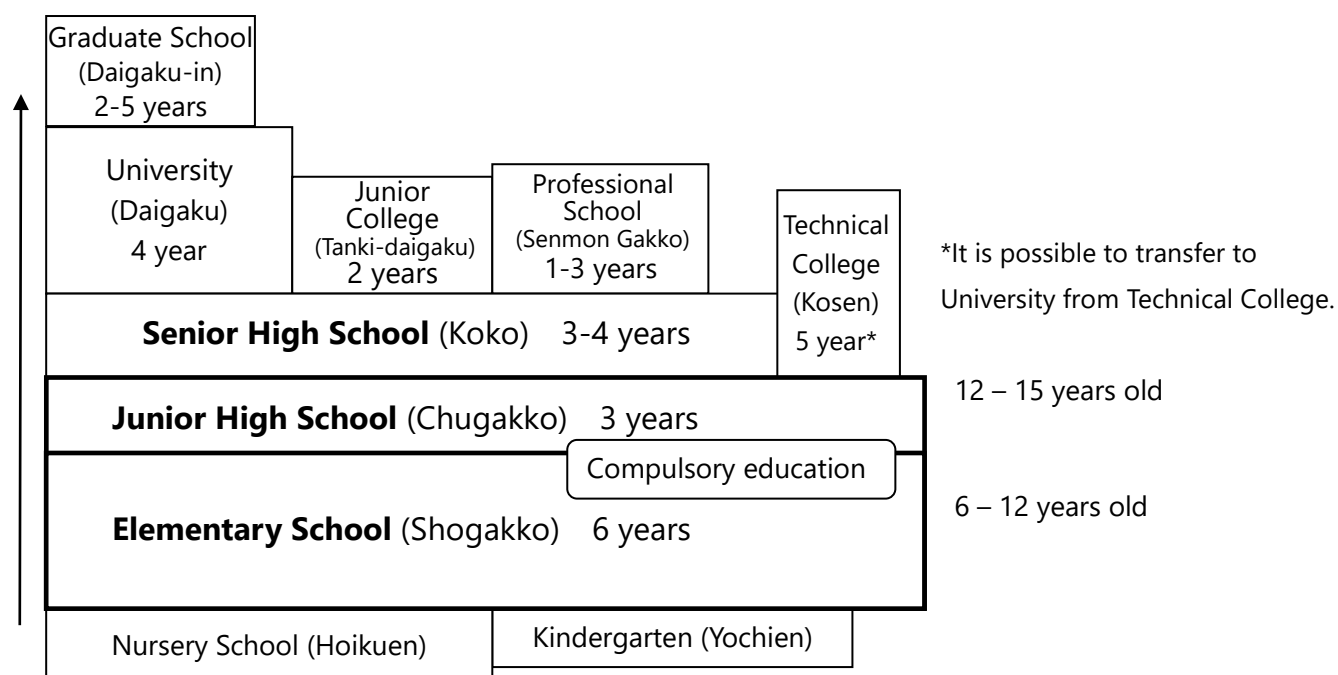 Graduate School
(Daigaku-in)
2-5 years
University
(Daigaku)
4 year
Junior
College
(Tanki-daigaku)
2 years
Professional
School
(Senmon Gakko)
1-3 years
Technical
College
(Kosen)
5 year*
*It is possible to transfer to
University from Technical College.
Senior High School (Koko) 3-4 years
Junior High School (Chugakko) 3 years
12 – 15 years old
Compulsory education
Elementary School (Shogakko) 6 years
6 – 12 years old
Nursery School (Hoikuen)
Kindergarten (Yochien)